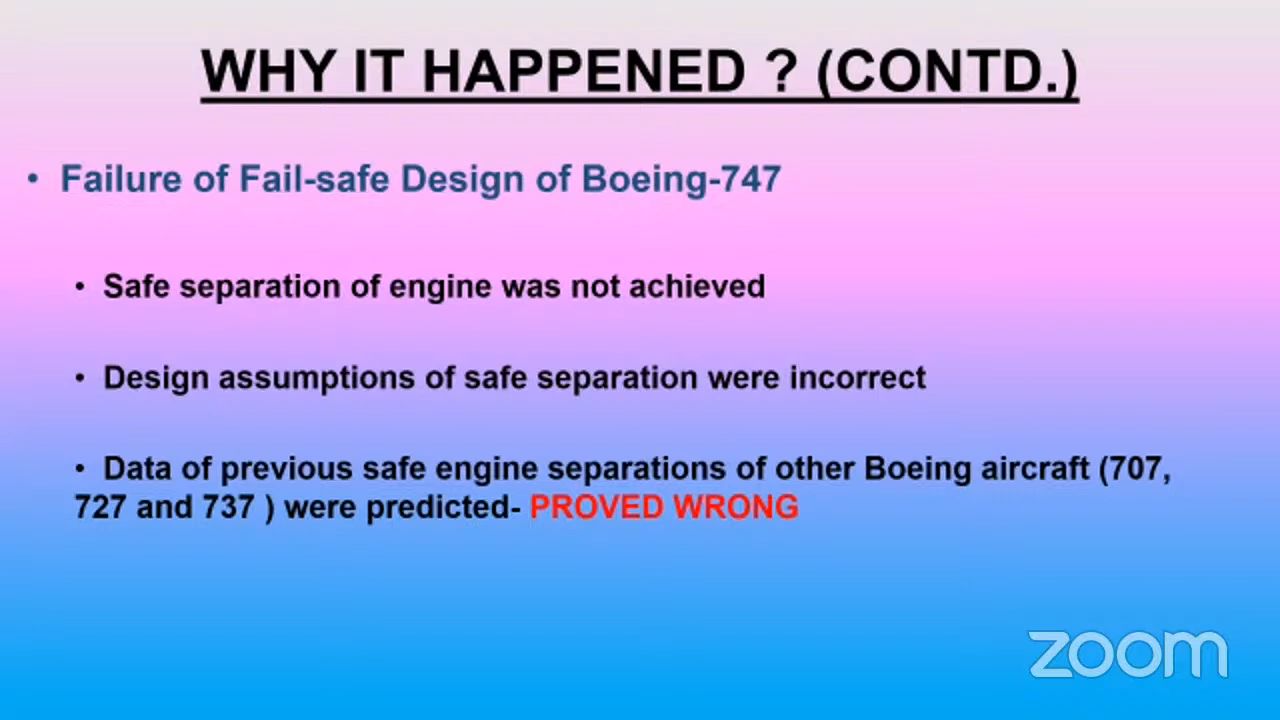 WHY IT HAPPENED ? (CONTD.)
• Failure of Fail-safe Design of Boeing-747
• Safe separation of engine was not achieved
• Design assumptions of safe separation were incorrect
• Data of previous safe engine separations of other Boeing aircraft (707,
727 and 737 ) were predicted- PROVED WRONG
zoom